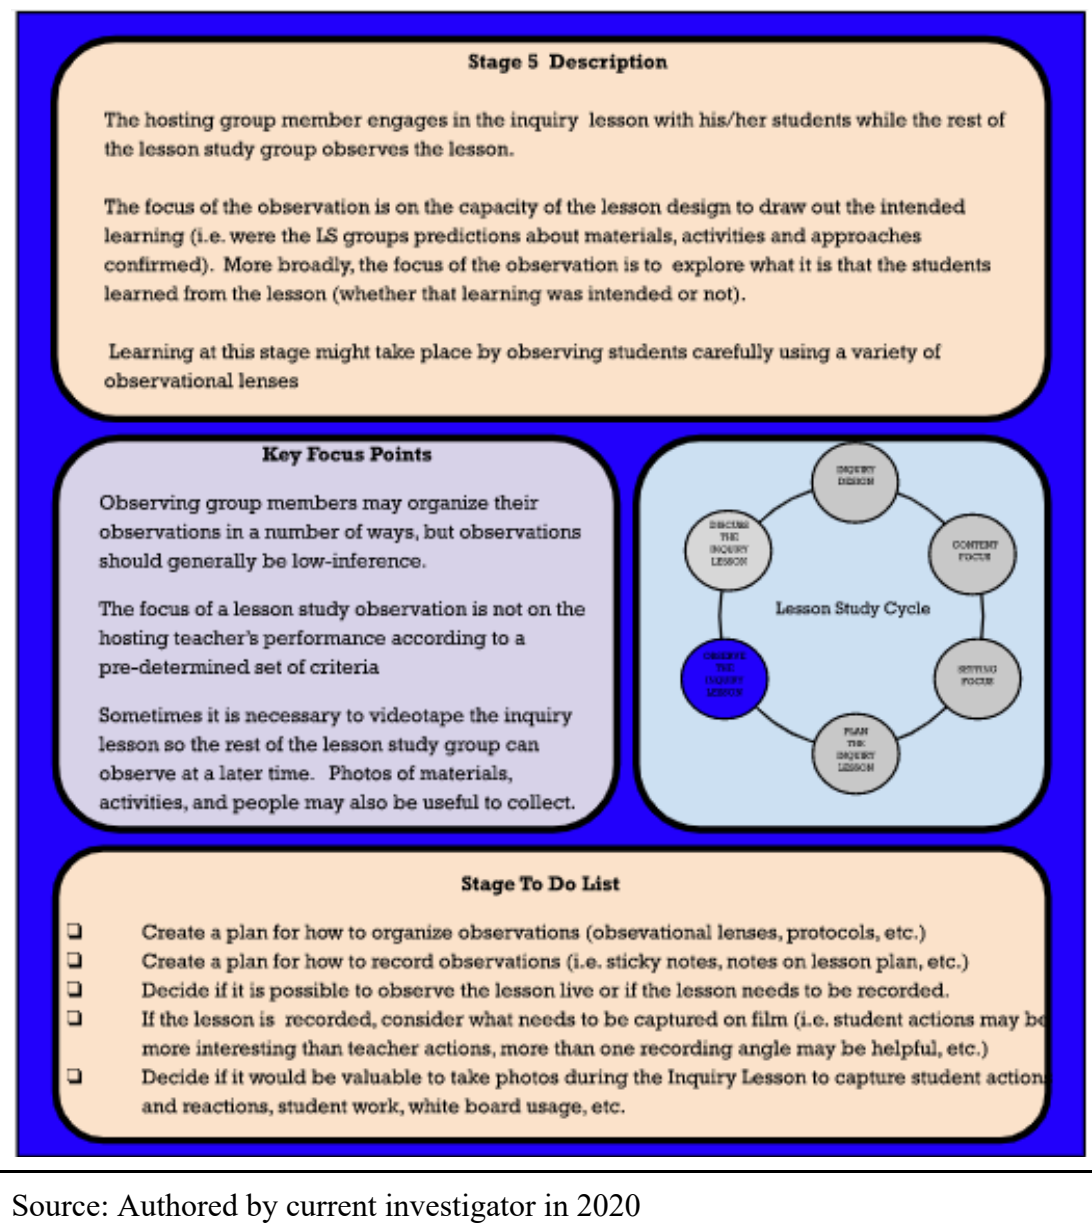 Stage 5 Description
The hosting group member engages in the inquiry lesson with his/her students while the rest of
the lesson study group observes the lesson.
The focus of the observation is on the capacity of the lesson design to draw out the intended
learning (i.e. were the LS groups predictions about materials, activities and approaches
confirmed). More broadly, the focus of the observation is to explore what it is that the students
learned from the lesson (whether that learning was intended or not).
Learning at this stage might take place by observing students carefully using a variety of
observational lenses
Key Focus Points
Observing group members may organize their
observations in a number of ways, but observations
should generally be low-inference.
The focus of a lesson study observation is not on the
hosting teacher's performance according to a
pre-determined set of criteria
Sometimes it is necessary to videotape the inquiry
lesson so the rest of the lesson study group can
observe at a later time. Photos of materials,
activities, and people may also be useful to collect.
INQUIRY
DESIGN
CONTENT
FOCUS
SETTING
FOCUS
PLAN
THE
INQUIRY
LESSON
OBSERVE
THE
INQUIRY
LESSON
DISCUSS
THE
INQUIRY
LESSON
Lesson Study Cycle
Stage To Do List
❏ Create a plan for how to organize observations (obsevational lenses, protocols, etc.)
❏ Create a plan for how to record observations (i.e. sticky notes, notes on lesson plan, etc.)
❏ Decide if it is possible to observe the lesson live or if the lesson needs to be recorded.
❏ If the lesson is recorded, consider what needs to be captured on film (i.e. student actions may be
more interesting than teacher actions, more than one recording angle may be helpful, etc.)
❏ Decide if it would be valuable to take photos during the Inquiry Lesson to capture student action
and reactions, student work, white board usage, etc.
Source: Authored by current investigator in 2020